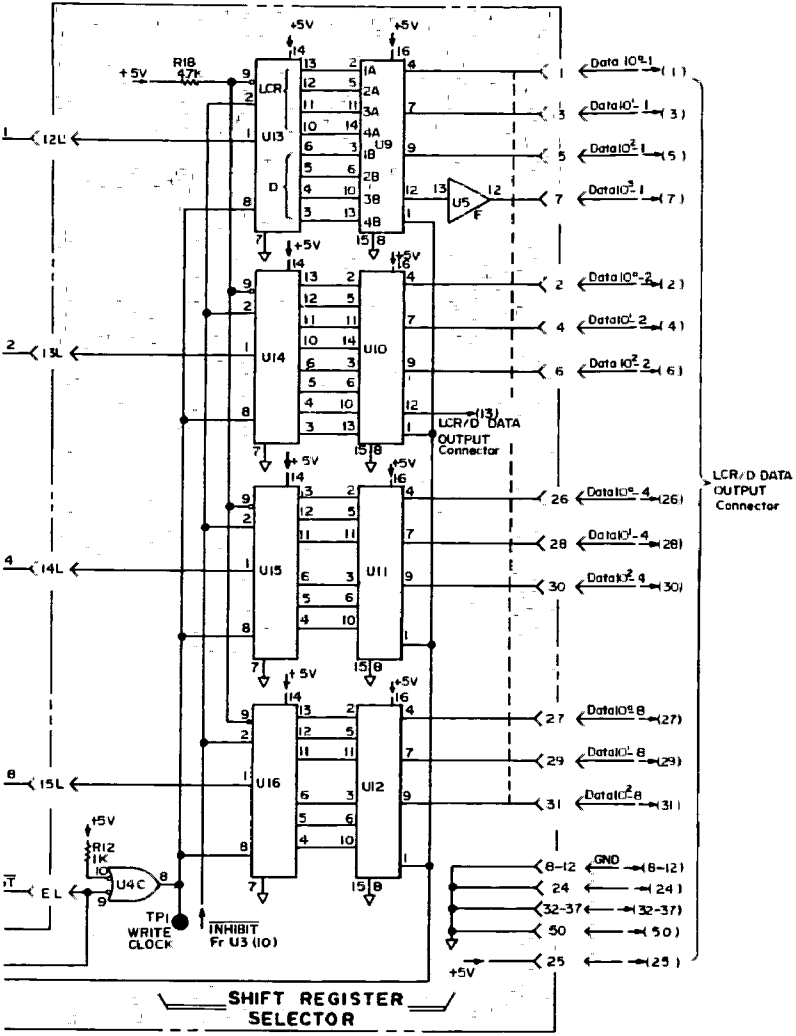 +5V +5V
14 16
R18
47K
+5V
9 13 2 1A 4 1 Data 10⁰-1 (1)
LCR 12 5 2A
2 11 11 3A 7 3 Data 10¹-1 (3)
10 14 4A
1 12L 1 U13 U9
6 3 1B 9 5 Data 10²-1 (5)
5 6 2B
D 4 10 3B 12 13 U5 F 12 7 Data 10³-1 (7)
8 3 13 4B 1
7 15 8
+5V +5V
14 16
9 13 2 4 2 Data 10⁰-2 (2)
2 12 5
11 11 7 4 Data 10¹-2 (4)
2 13L 1 10 14
U14 U10
6 3 9 6 Data 10²-2 (6)
5 6
8 4 10 12 (13)
3 13 1
LCR/D DATA
OUTPUT
Connector
7 15 8
+5V +5V
14 16
9 13 2 4 26 Data 10⁰-4 (26)
2 12 5
11 11 7 28 Data 10¹-4 (28)
4 14L 1 U15 U11
6 3 9 30 Data 10²-4 (30)
5 6
4 10
8 1
7 15 8
LCR/D DATA
OUTPUT
Connector
+5V +5V
14 16
9 13 2 4 27 Data 10⁰-8 (27)
2 12 5
11 11 7 29 Data 10¹-8 (29)
8 15L 1 U16 U12
6 3 9 31 Data 10²-8 (31)
5 6
4 10
8 1
7 15 8
+5V
R12
1K
10 U4C 8
9
EL
TP1
WRITE
CLOCK
INHIBIT
Fr U3 (10)
8-12 GND (8-12)
24 (24)
32-37 (32-37)
50 (50)
+5V 25 (25)
SHIFT REGISTER
SELECTOR